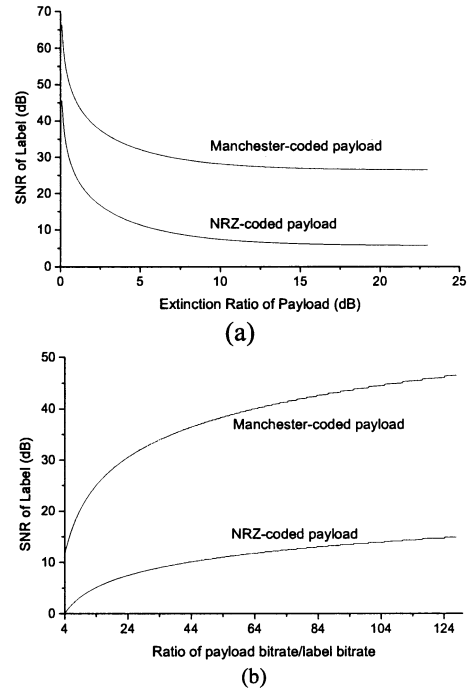 70
60
50
40
30
20
10
0
SNR of Label (dB)
Manchester-coded payload
NRZ-coded payload
0 5 10 15 20 25
Extinction Ratio of Payload (dB)
(a)
50
40
30
20
10
0
SNR of Label (dB)
Manchester-coded payload
NRZ-coded payload
4 24 44 64 84 104 124
Ratio of payload bitrate/label bitrate
(b)